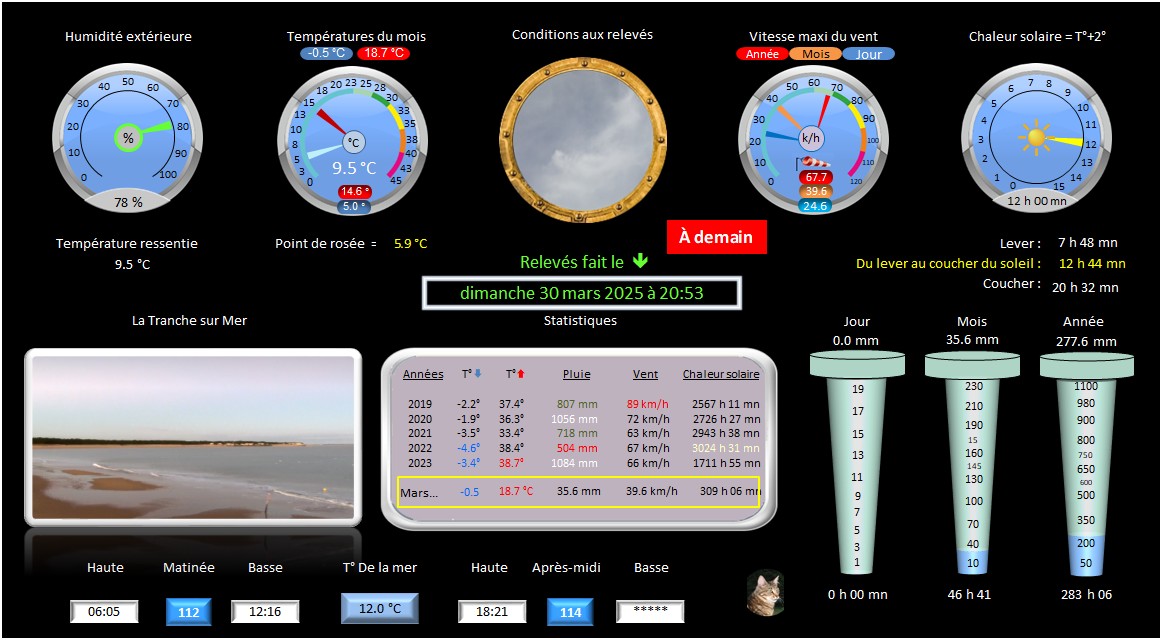 Humidité extérieure
0 10 20 30 40 50 60 70 80 90 100
%
78 %
Températures du mois
-0.5 °C 18.7 °C
0 3 5 8 10 13 15 18 20 23 25 28 30 33 35 38 40 43 45
°C
9.5 °C
14.6 °
5.0 °
Conditions aux relevés
Vitesse maxi du vent
Année Mois Jour
0 10 20 30 40 50 60 70 80 90 100 110 120
k/h
67.7
39.6
24.6
Chaleur solaire = T°+2°
0 1 2 3 4 5 6 7 8 9 10 11 12 13 14 15
12 h 00 mn
Température ressentie
9.5 °C
Point de rosée = 5.9 °C
À demain
Relevés fait le
dimanche 30 mars 2025 à 20:53
Lever : 7 h 48 mn
Du lever au coucher du soleil : 12 h 44 mn
Coucher : 20 h 32 mn
La Tranche sur Mer
Statistiques
Années T° T° Pluie Vent Chaleur solaire
2019 -2.2° 37.4° 807 mm 89 km/h 2567 h 11 mn
2020 -1.9° 36.3° 1056 mm 72 km/h 2726 h 27 mn
2021 -3.5° 33.4° 718 mm 63 km/h 2943 h 38 mn
2022 -4.6° 38.4° 504 mm 67 km/h 3024 h 31 mn
2023 -3.4° 38.7° 1084 mm 66 km/h 1711 h 55 mn
Mars... -0.5 18.7 °C 35.6 mm 39.6 km/h 309 h 06 mn
Jour
0.0 mm
19
17
15
13
11
9
7
5
3
1
0 h 00 mn
Mois
35.6 mm
230
210
190
15
160
145
130
100
70
40
10
46 h 41
Année
277.6 mm
1100
980
900
800
750
650
600
500
350
200
50
283 h 06
Haute Matinée Basse
06:05 112 12:16
T° De la mer
12.0 °C
Haute Après-midi Basse
18:21 114 *****